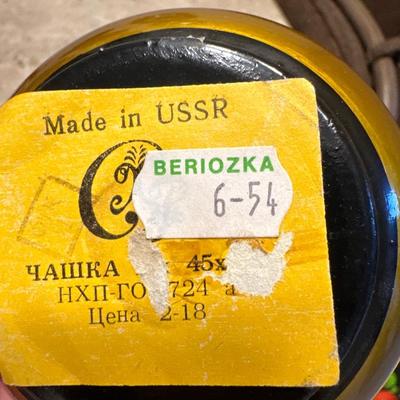 Made in USSR
BERIOZKA
6-54
ЧАШКА 45х
НХП-ГО 724 а
Цена 2-18